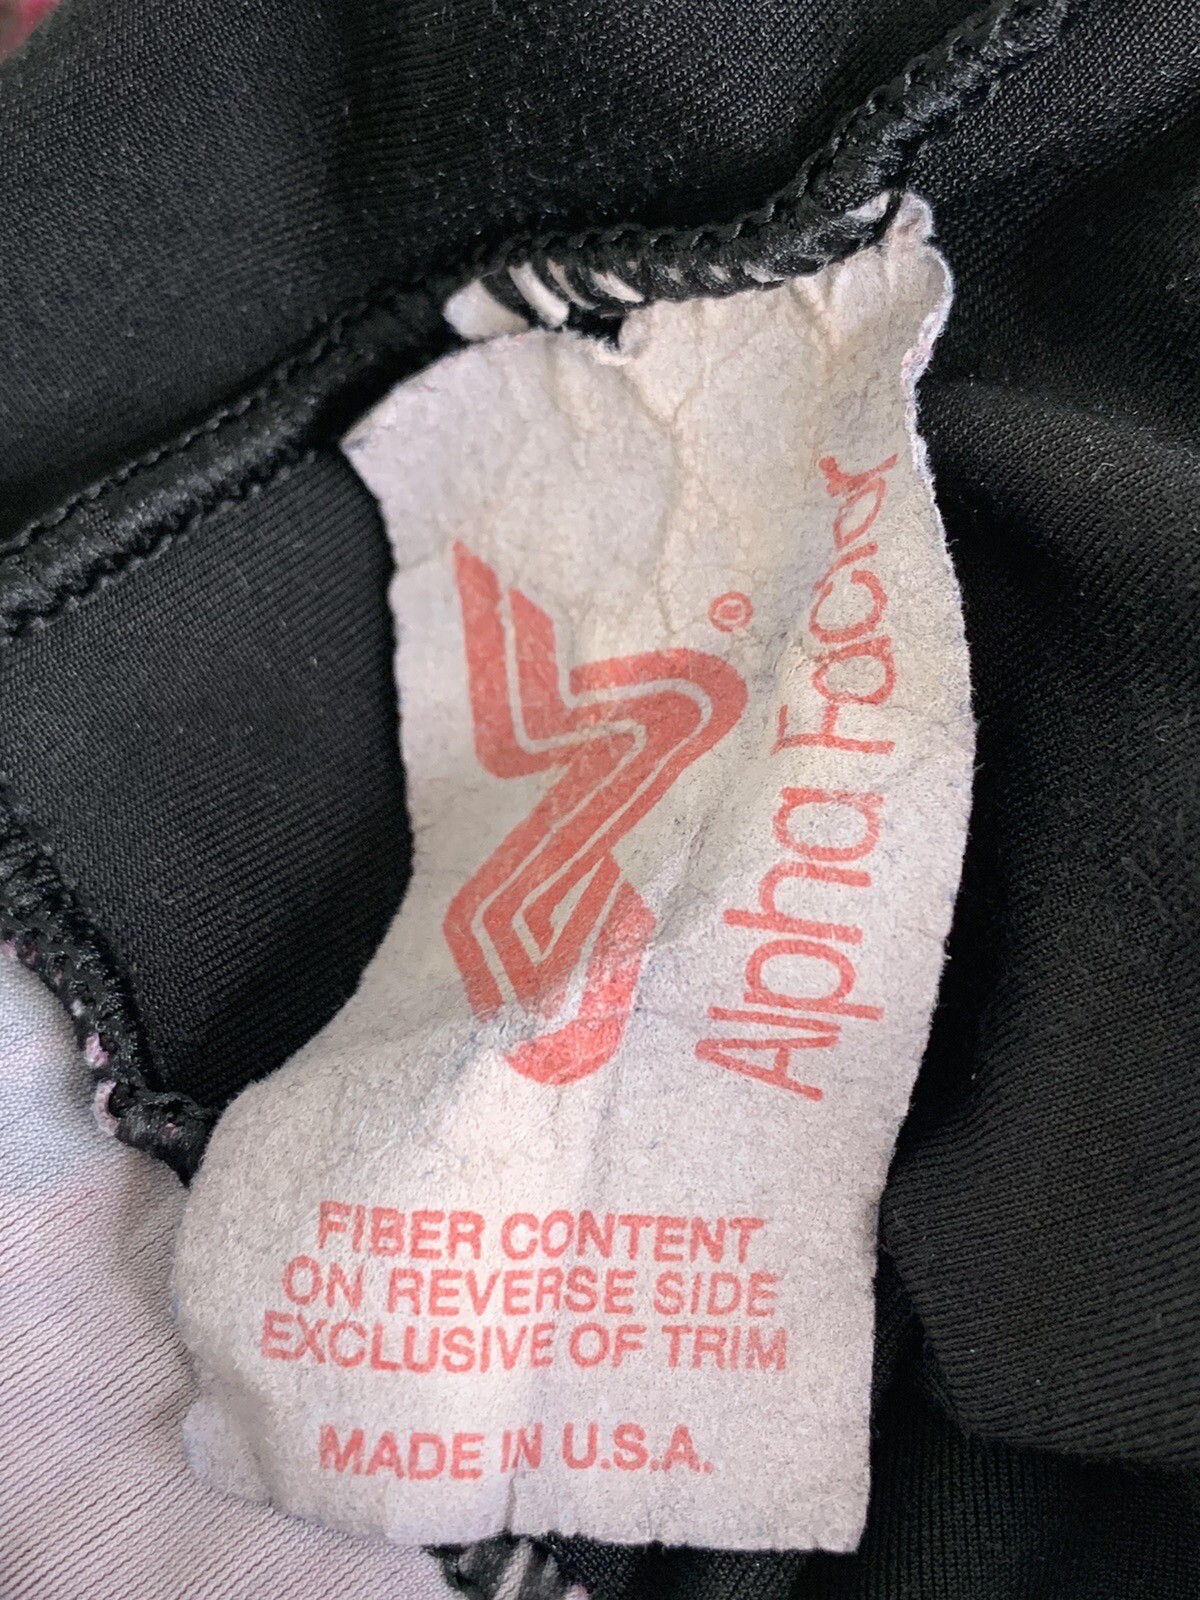 Alpha Factor
®
FIBER CONTENT
ON REVERSE SIDE
EXCLUSIVE OF TRIM
MADE IN U.S.A.